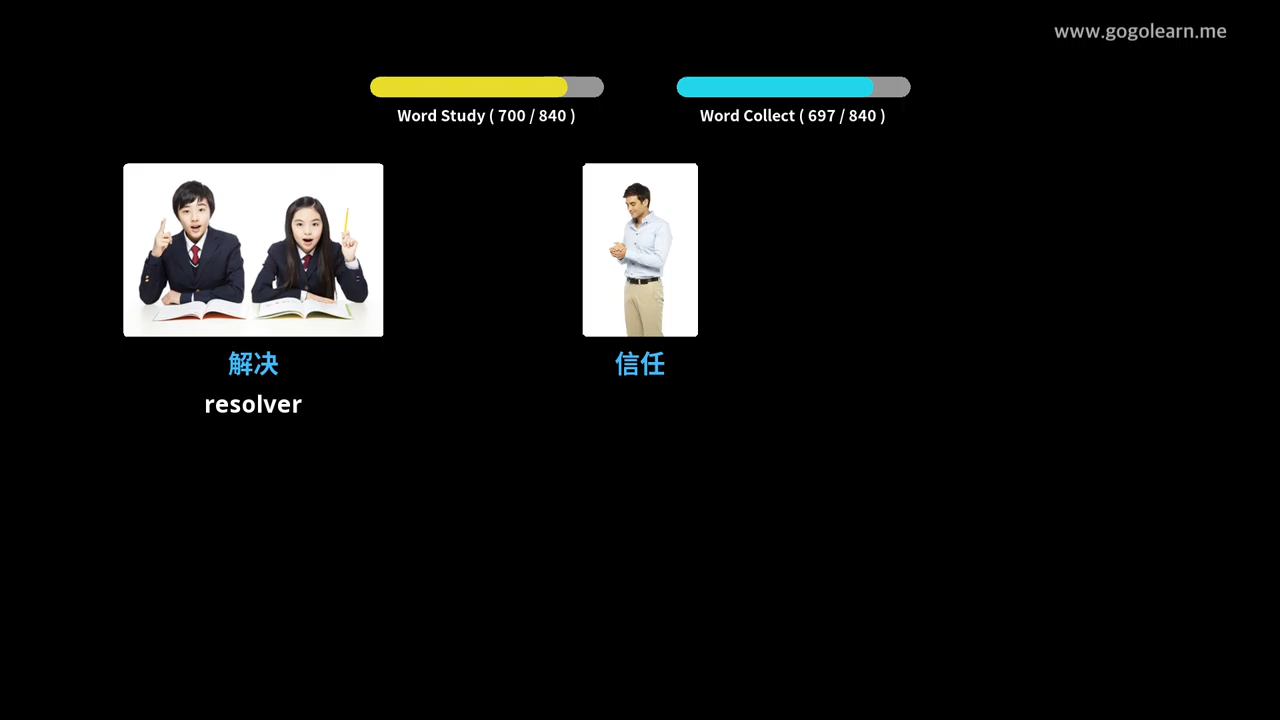 www.gogolearn.me
Word Study ( 700 / 840 )
Word Collect ( 697 / 840 )
解决
resolver
信任